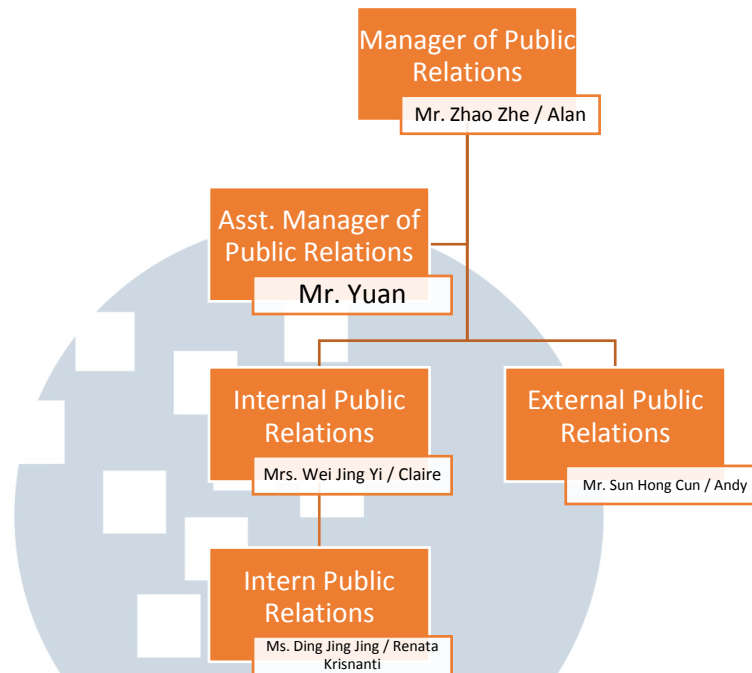 Manager of Public
Relations
Mr. Zhao Zhe / Alan
Asst. Manager of
Public Relations
Mr. Yuan
Internal Public
Relations
Mrs. Wei Jing Yi / Claire
External Public
Relations
Mr. Sun Hong Cun / Andy
Intern Public
Relations
Ms. Ding Jing Jing / Renata
Krisnanti